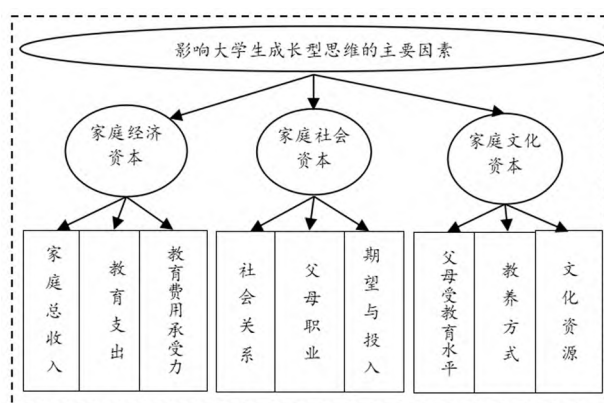 影响大学生成长型思维的主要因素
家庭经济
资本
家庭社会
资本
家庭文化
资本
家庭总收入
教育支出
教育费用承受力
社会关系
父母职业
期望与投入
父母受教育水平
教养方式
文化资源